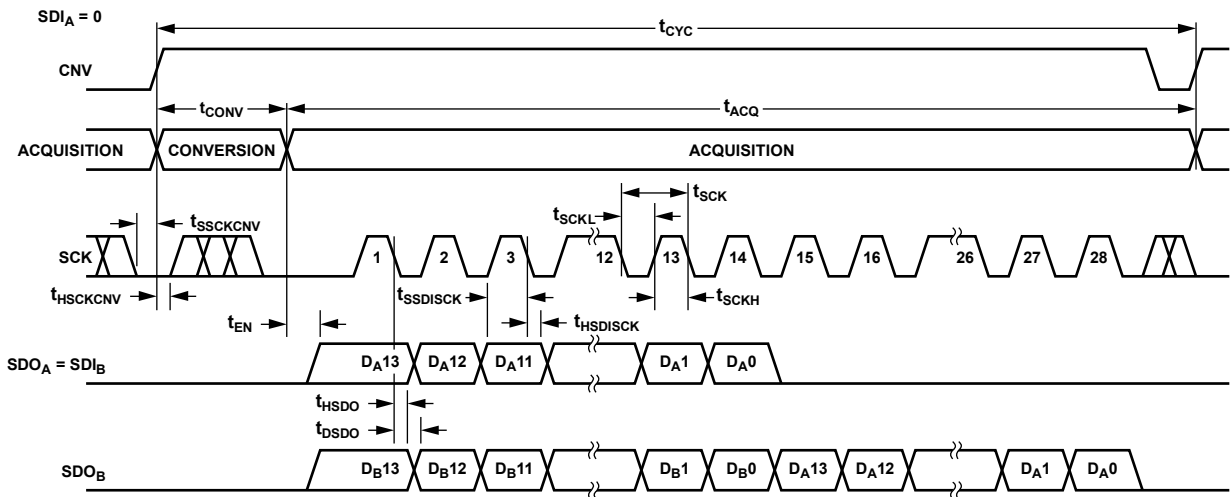 SDIA = 0
tCYC
CNV
tCONV
tACQ
ACQUISITION
CONVERSION
ACQUISITION
tSCK
tSSCKCNV
tSCKL
SCK
1
2
3
12
13
14
15
16
26
27
28
tHSCKCNV
tSSDISCK
tSCKH
tEN
tHSDISCK
SDOA = SDIB
DA13
DA12
DA11
DA1
DA0
tHSDO
tDSDO
SDOB
DB13
DB12
DB11
DB1
DB0
DA13
DA12
DA1
DA0